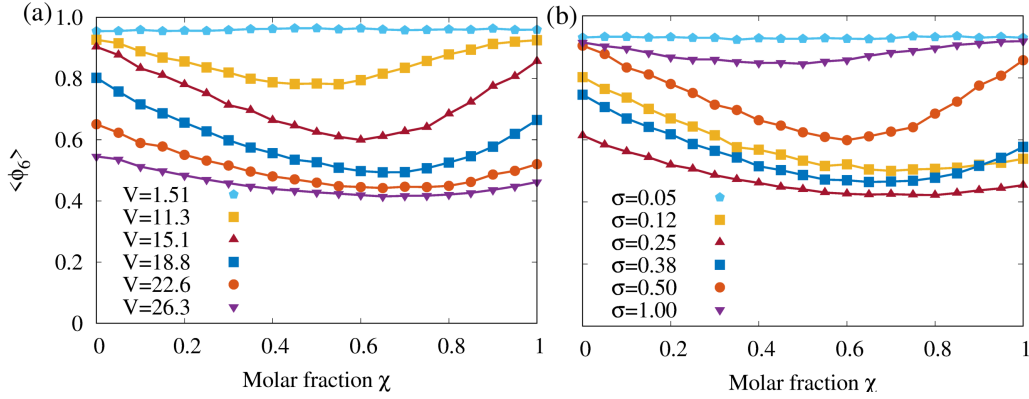 (a)
1.0
0.8
0.6
0.4
0.2
0
<ϕ6>
V=1.51
V=11.3
V=15.1
V=18.8
V=22.6
V=26.3
0 0.2 0.4 0.6 0.8 1
Molar fraction χ
(b)
σ=0.05
σ=0.12
σ=0.25
σ=0.38
σ=0.50
σ=1.00
0 0.2 0.4 0.6 0.8 1
Molar fraction χ